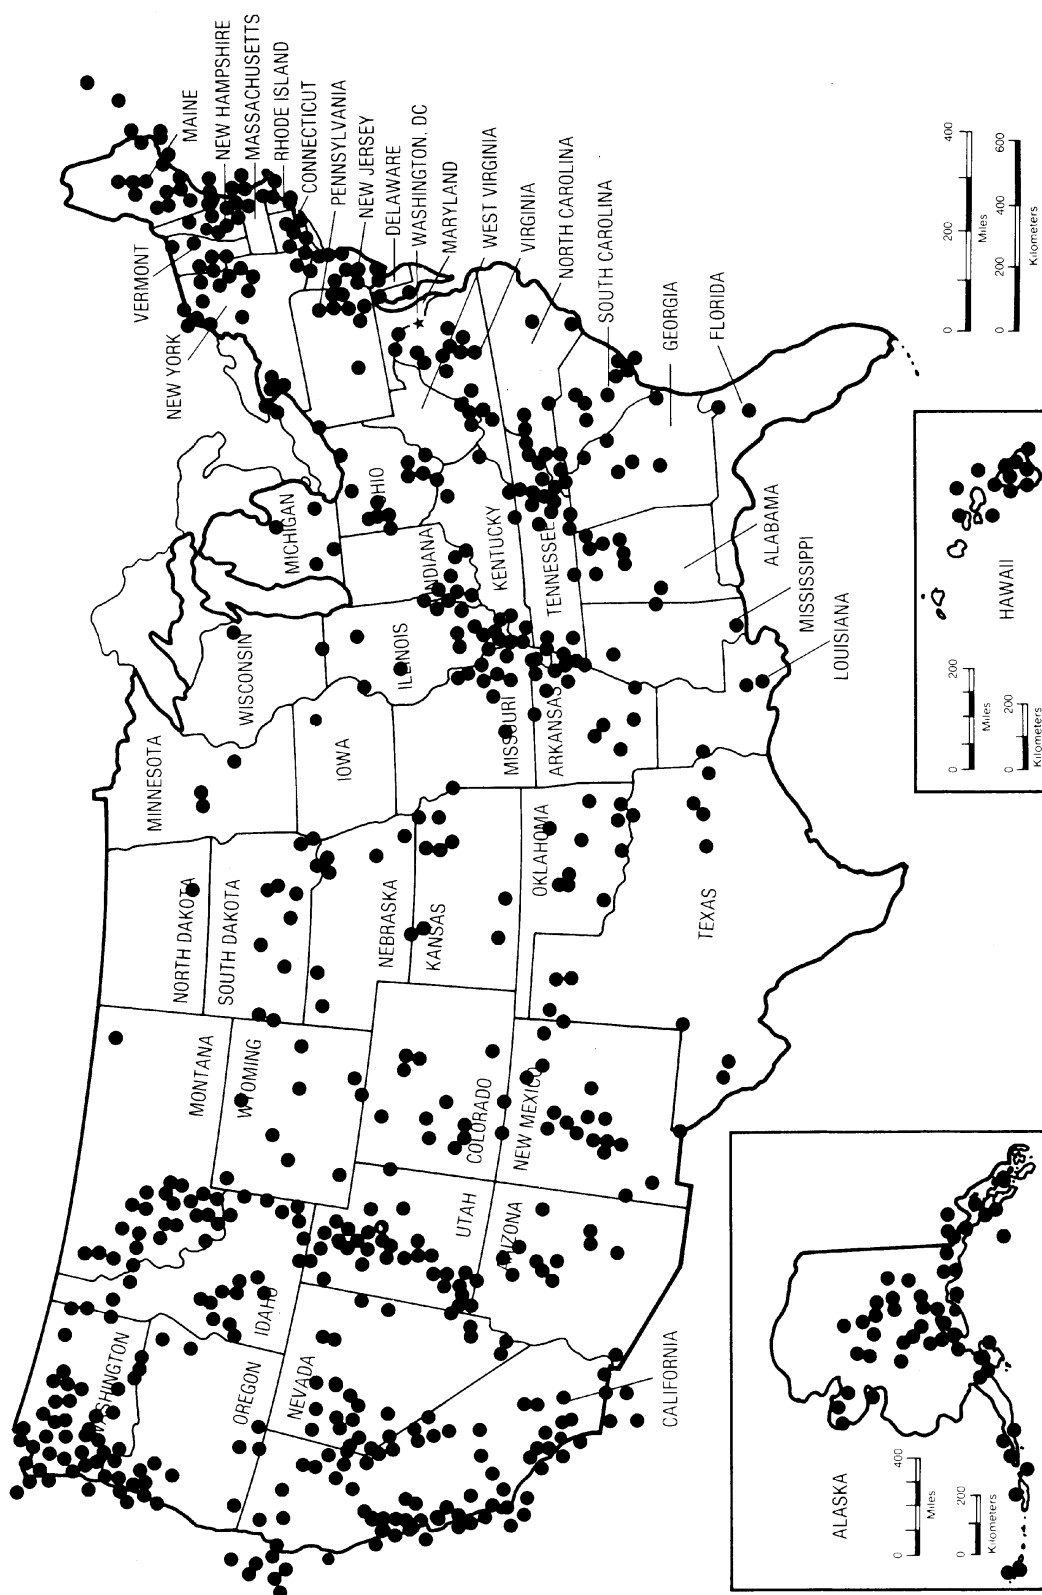 MAINE
NEW HAMPSHIRE
MASSACHUSETTS
RHODE ISLAND
CONNECTICUT
PENNSYLVANIA
NEW JERSEY
DELAWARE
WASHINGTON. DC
MARYLAND
WEST VIRGINIA
VIRGINIA
NORTH CAROLINA
SOUTH CAROLINA
GEORGIA
FLORIDA
VERMONT
NEW YORK
MICHIGAN
OHIO
INDIANA
KENTUCKY
TENNESSEE
ALABAMA
MISSISSIPPI
LOUISIANA
WISCONSIN
ILLINOIS
MINNESOTA
IOWA
MISSOURI
ARKANSAS
NORTH DAKOTA
SOUTH DAKOTA
NEBRASKA
KANSAS
OKLAHOMA
TEXAS
MONTANA
WYOMING
COLORADO
NEW MEXICO
UTAH
ARIZONA
IDAHO
WASHINGTON
OREGON
NEVADA
CALIFORNIA
0 200 400
Miles
0 200 400 600
Kilometers
HAWAII
0 200
Miles
0 200
Kilometers
ALASKA
0 400
Miles
0 200
Kilometers